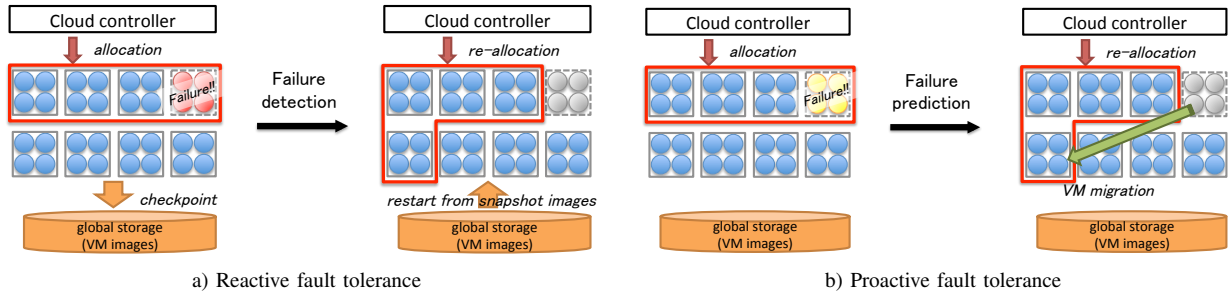 Cloud controller
allocation
Failure!!
checkpoint
global storage
(VM images)
Failure
detection
Cloud controller
re-allocation
restart from snapshot images
global storage
(VM images)
a) Reactive fault tolerance
Cloud controller
allocation
Failure!!
global storage
(VM images)
Failure
prediction
Cloud controller
re-allocation
VM migration
global storage
(VM images)
b) Proactive fault tolerance